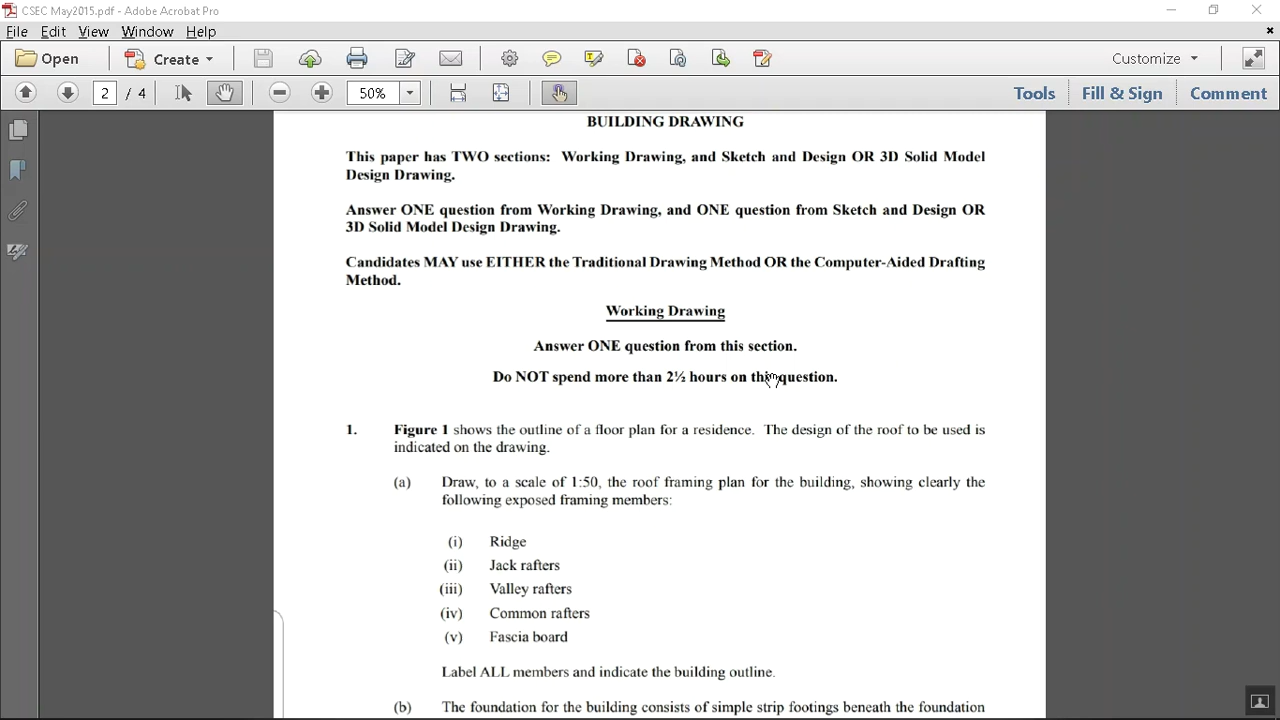 CSEC May2015.pdf - Adobe Acrobat Pro
File Edit View Window Help
Open Create Customize
2 / 4 50% Tools Fill & Sign Comment
BUILDING DRAWING
This paper has TWO sections: Working Drawing, and Sketch and Design OR 3D Solid Model
Design Drawing.
Answer ONE question from Working Drawing, and ONE question from Sketch and Design OR
3D Solid Model Design Drawing.
Candidates MAY use EITHER the Traditional Drawing Method OR the Computer-Aided Drafting
Method.
Working Drawing
Answer ONE question from this section.
Do NOT spend more than 2½ hours on this question.
1. Figure 1 shows the outline of a floor plan for a residence. The design of the roof to be used is
indicated on the drawing.
(a) Draw, to a scale of 1:50, the roof framing plan for the building, showing clearly the
following exposed framing members:
(i) Ridge
(ii) Jack rafters
(iii) Valley rafters
(iv) Common rafters
(v) Fascia board
Label ALL members and indicate the building outline.
(b) The foundation for the building consists of simple strip footings beneath the foundation